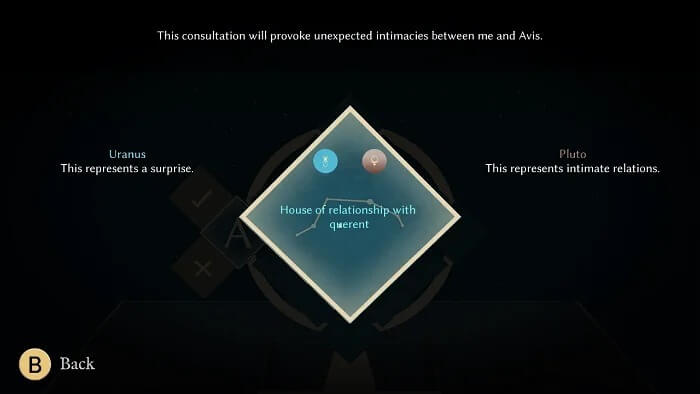 This consultation will provoke unexpected intimacies between me and Avis.
Uranus
This represents a surprise.
Pluto
This represents intimate relations.
House of relationship with
querent
A
B Back